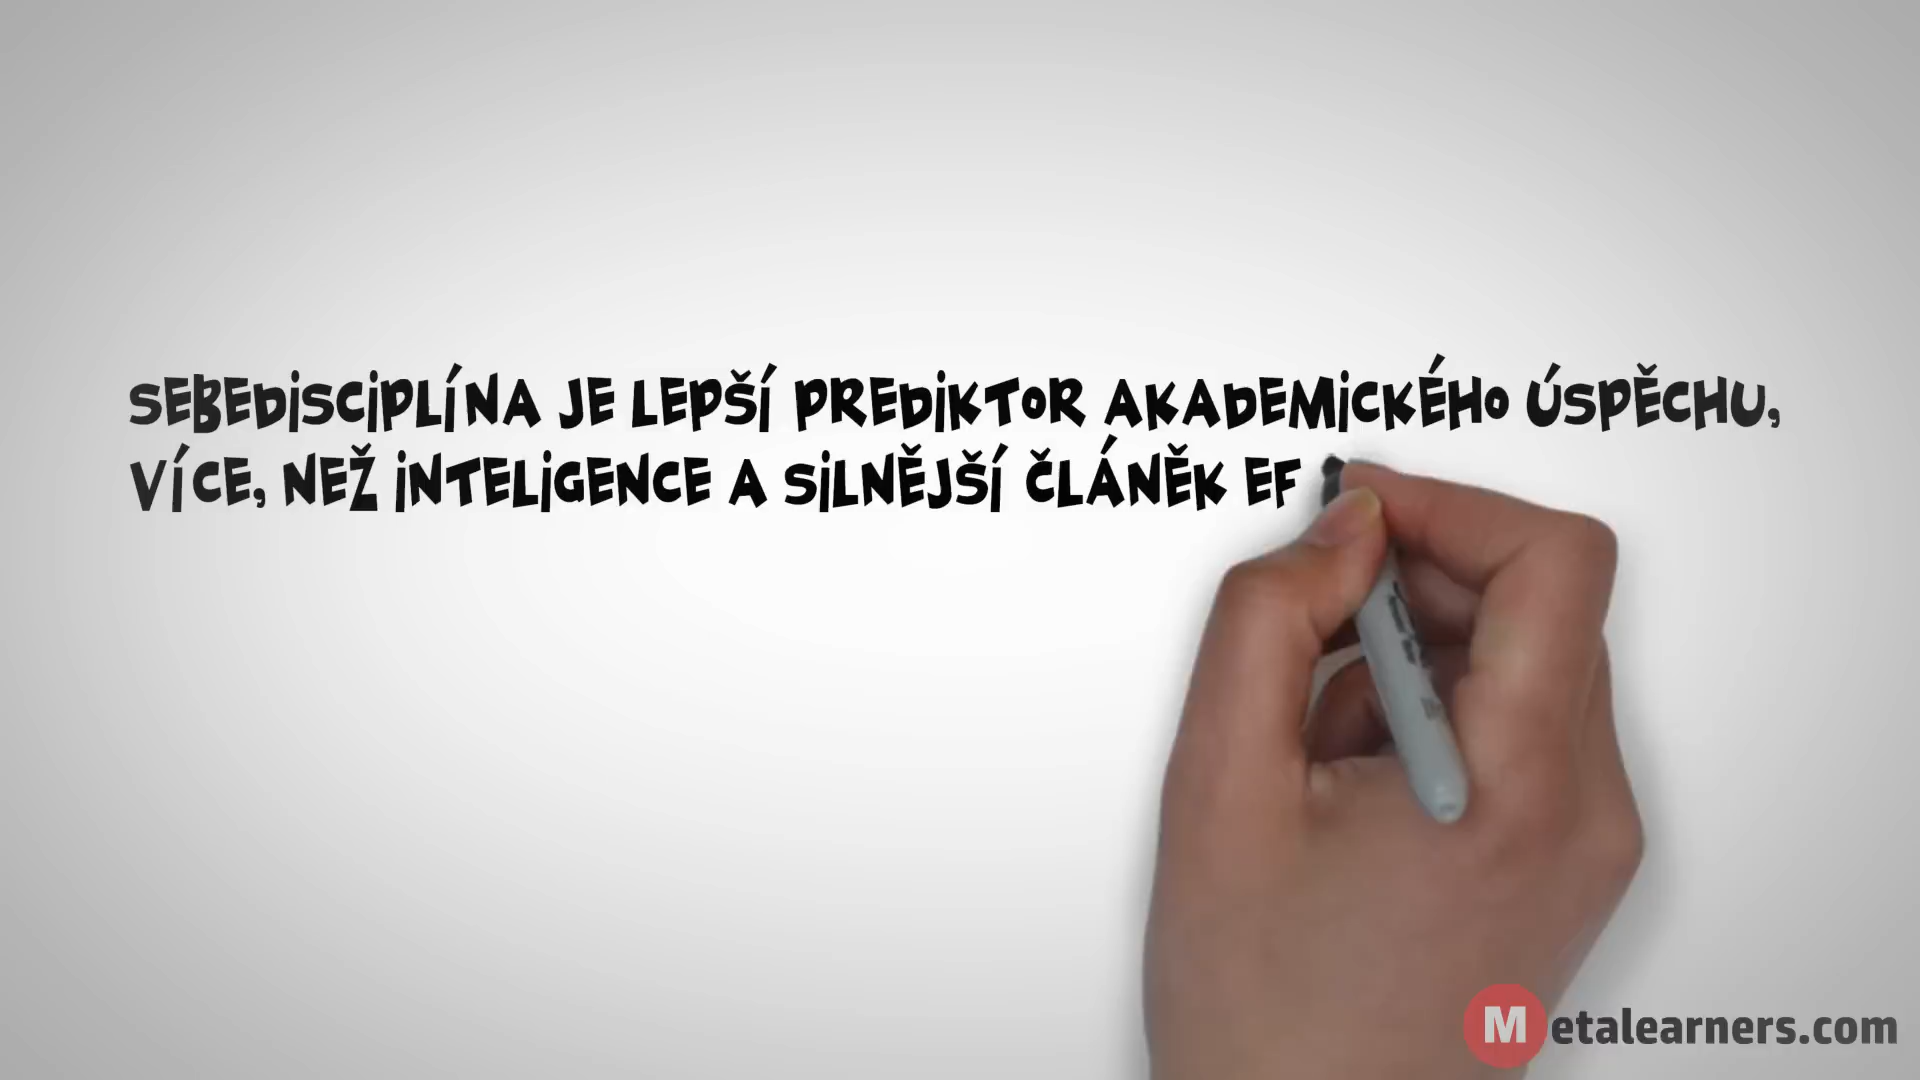 SEBEDISCIPLÍNA JE LEPŠÍ PREDIKTOR AKADEMICKÉHO ÚSPĚCHU,
VÍCE, NEŽ INTELIGENCE A SILNĚJŠÍ ČLÁNĚK EF
Metalearners.com